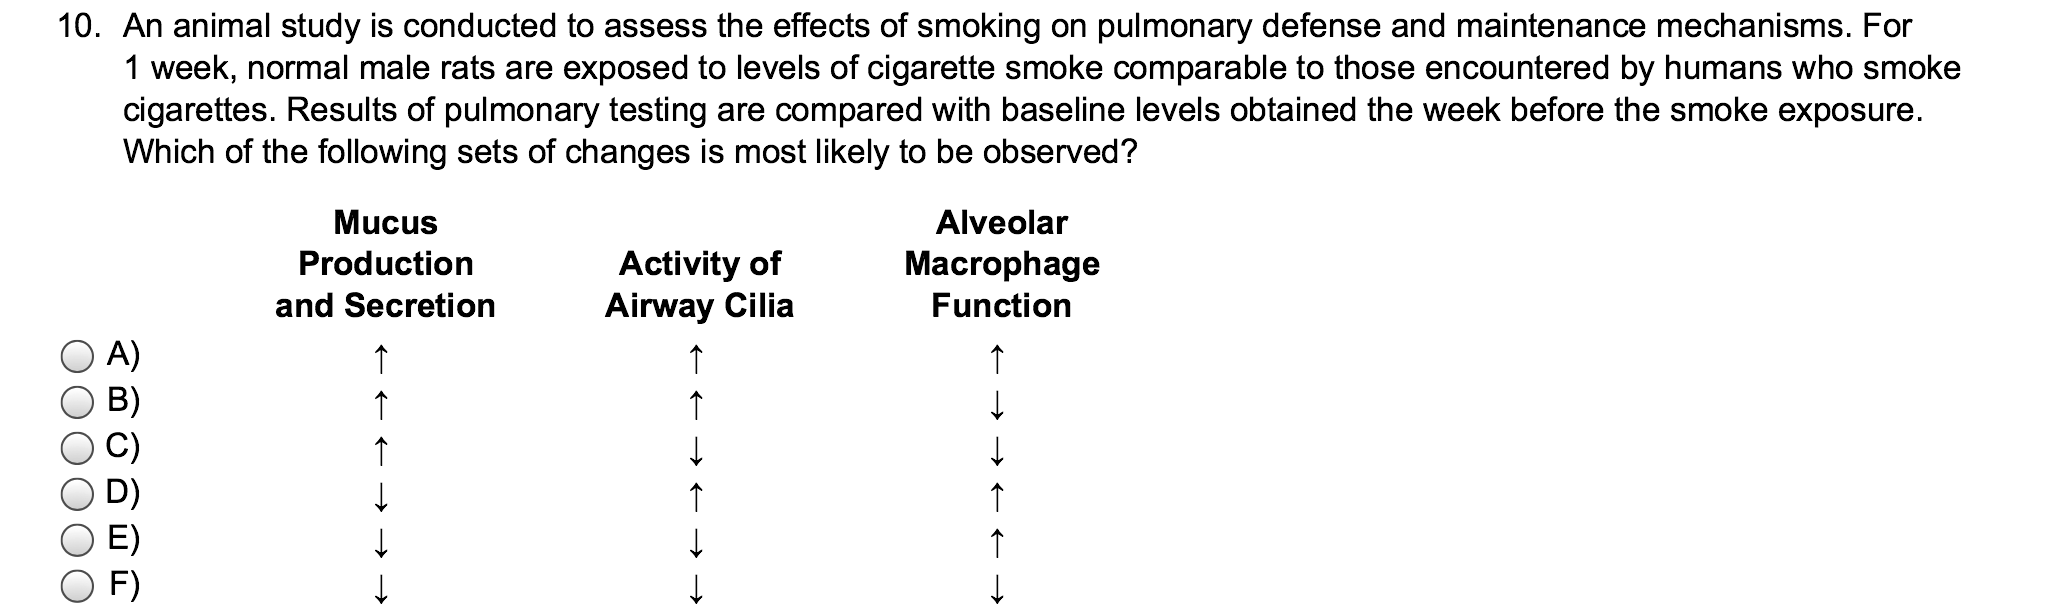 10. An animal study is conducted to assess the effects of smoking on pulmonary defense and maintenance mechanisms. For
1 week, normal male rats are exposed to levels of cigarette smoke comparable to those encountered by humans who smoke
cigarettes. Results of pulmonary testing are compared with baseline levels obtained the week before the smoke exposure.
Which of the following sets of changes is most likely to be observed?
Mucus Alveolar
Production Activity of Macrophage
and Secretion Airway Cilia Function
A) ↑ ↑ ↑
B) ↑ ↑ ↓
C) ↑ ↓ ↓
D) ↓ ↑ ↑
E) ↓ ↓ ↑
F) ↓ ↓ ↓